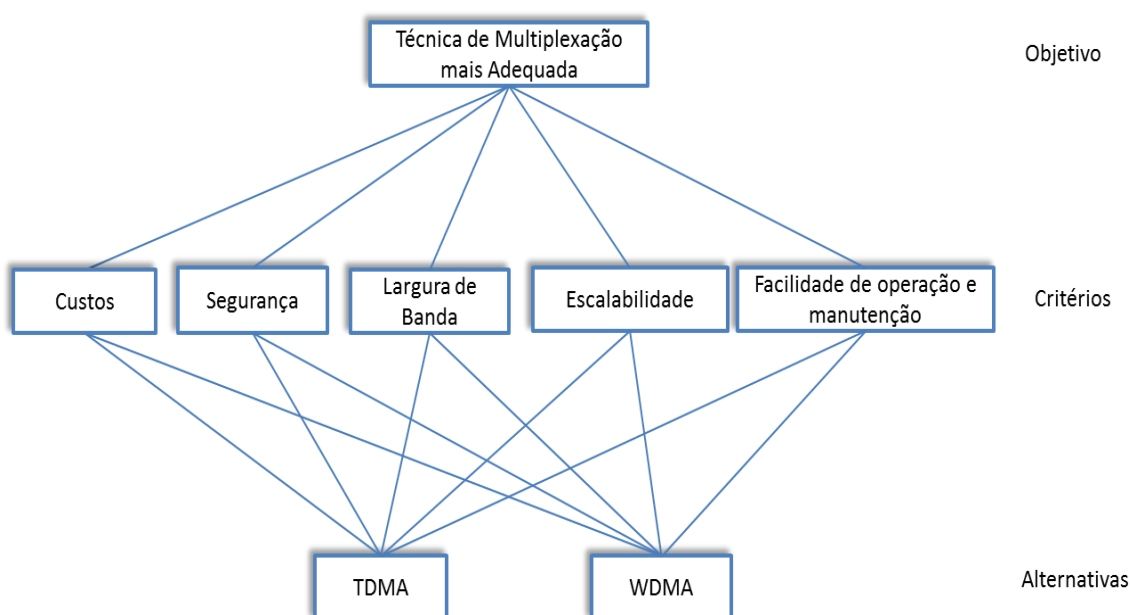 Técnica de Multiplexação
mais Adequada
Objetivo
Custos
Segurança
Largura de
Banda
Escalabilidade
Facilidade de operação e
manutenção
Critérios
TDMA
WDMA
Alternativas